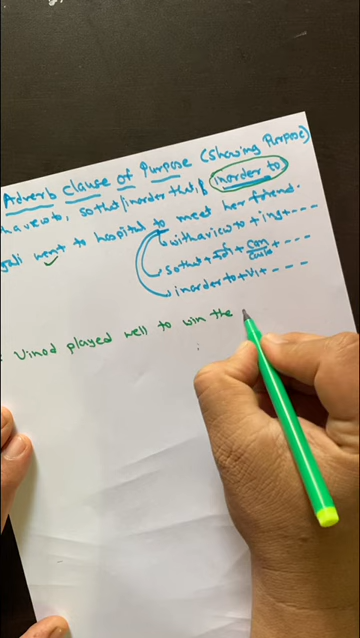 Adverb clause of Purpose (Showing Purpose)
h a view to, so that/inorder that, & inorder to
gali went to hospital to meet her friend.
with a view to + ing + ---
so that + sub + can/could + ---
inorder to + V1 + ----
Vinod played well to win the